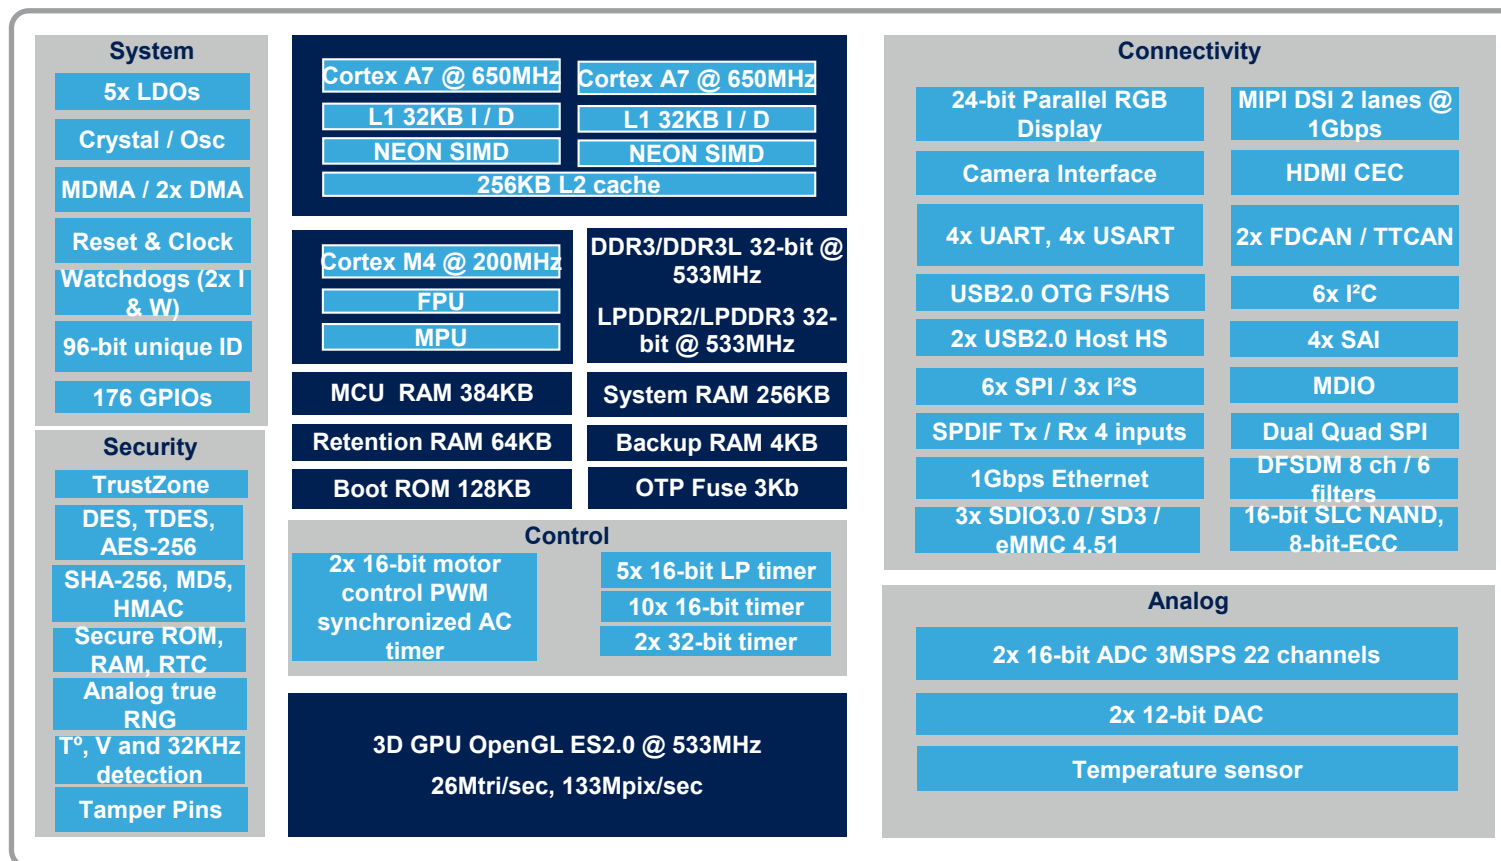 System
5x LDOs
Crystal / Osc
MDMA / 2x DMA
Reset & Clock
Watchdogs (2x I
& W)
96-bit unique ID
176 GPIOs
Security
TrustZone
DES, TDES,
AES-256
SHA-256, MD5,
HMAC
Secure ROM,
RAM, RTC
Analog true
RNG
Tº, V and 32KHz
detection
Tamper Pins
Cortex A7 @ 650MHz
L1 32KB I / D
NEON SIMD
Cortex A7 @ 650MHz
L1 32KB I / D
NEON SIMD
256KB L2 cache
Cortex M4 @ 200MHz
FPU
MPU
DDR3/DDR3L 32-bit @
533MHz
LPDDR2/LPDDR3 32-
bit @ 533MHz
MCU RAM 384KB
System RAM 256KB
Retention RAM 64KB
Backup RAM 4KB
Boot ROM 128KB
OTP Fuse 3Kb
Control
2x 16-bit motor
control PWM
synchronized AC
timer
5x 16-bit LP timer
10x 16-bit timer
2x 32-bit timer
3D GPU OpenGL ES2.0 @ 533MHz
26Mtri/sec, 133Mpix/sec
Connectivity
24-bit Parallel RGB
Display
Camera Interface
4x UART, 4x USART
USB2.0 OTG FS/HS
2x USB2.0 Host HS
6x SPI / 3x I²S
SPDIF Tx / Rx 4 inputs
1Gbps Ethernet
3x SDIO3.0 / SD3 /
eMMC 4.51
MIPI DSI 2 lanes @
1Gbps
HDMI CEC
2x FDCAN / TTCAN
6x I²C
4x SAI
MDIO
Dual Quad SPI
DFSDM 8 ch / 6
filters
16-bit SLC NAND,
8-bit-ECC
Analog
2x 16-bit ADC 3MSPS 22 channels
2x 12-bit DAC
Temperature sensor